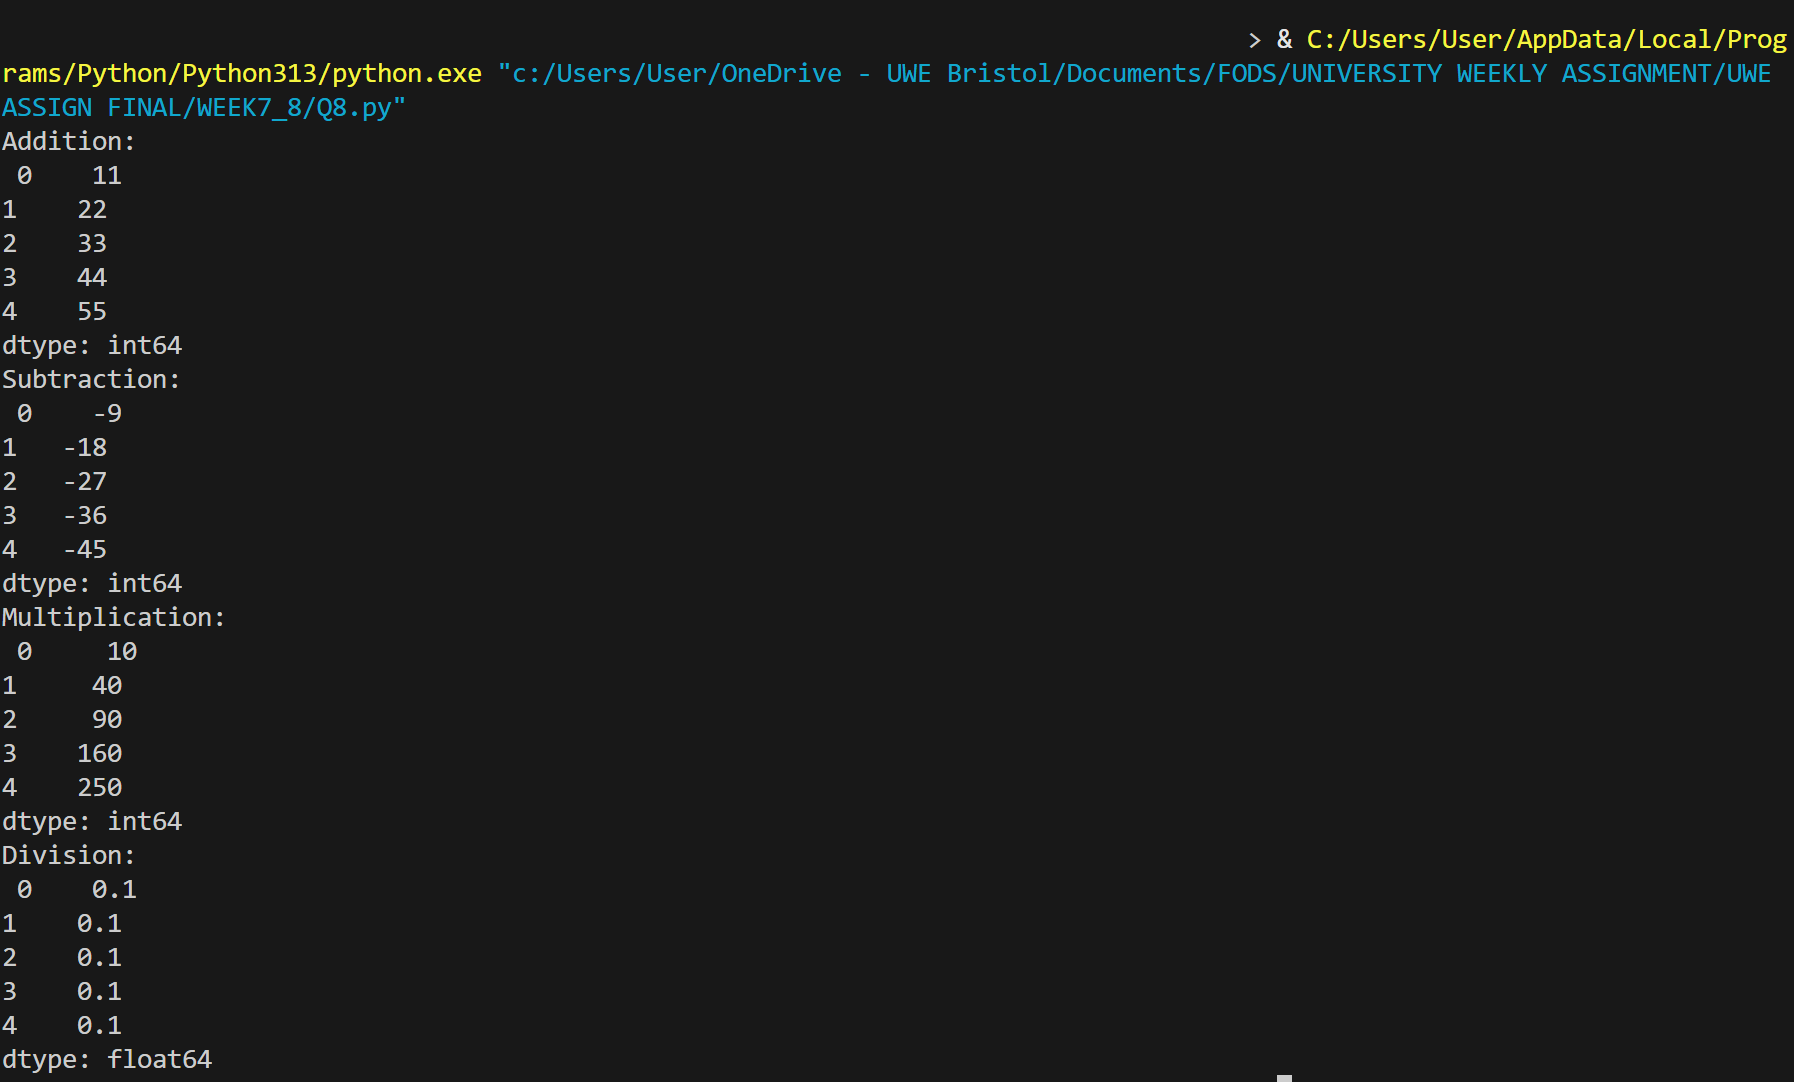 > & C:/Users/User/AppData/Local/Prog
rams/Python/Python313/python.exe "c:/Users/User/OneDrive - UWE Bristol/Documents/FODS/UNIVERSITY WEEKLY ASSIGNMENT/UWE
ASSIGN FINAL/WEEK7_8/Q8.py"
Addition:
 0    11
1    22
2    33
3    44
4    55
dtype: int64
Subtraction:
 0    -9
1   -18
2   -27
3   -36
4   -45
dtype: int64
Multiplication:
 0     10
1     40
2     90
3    160
4    250
dtype: int64
Division:
 0    0.1
1    0.1
2    0.1
3    0.1
4    0.1
dtype: float64